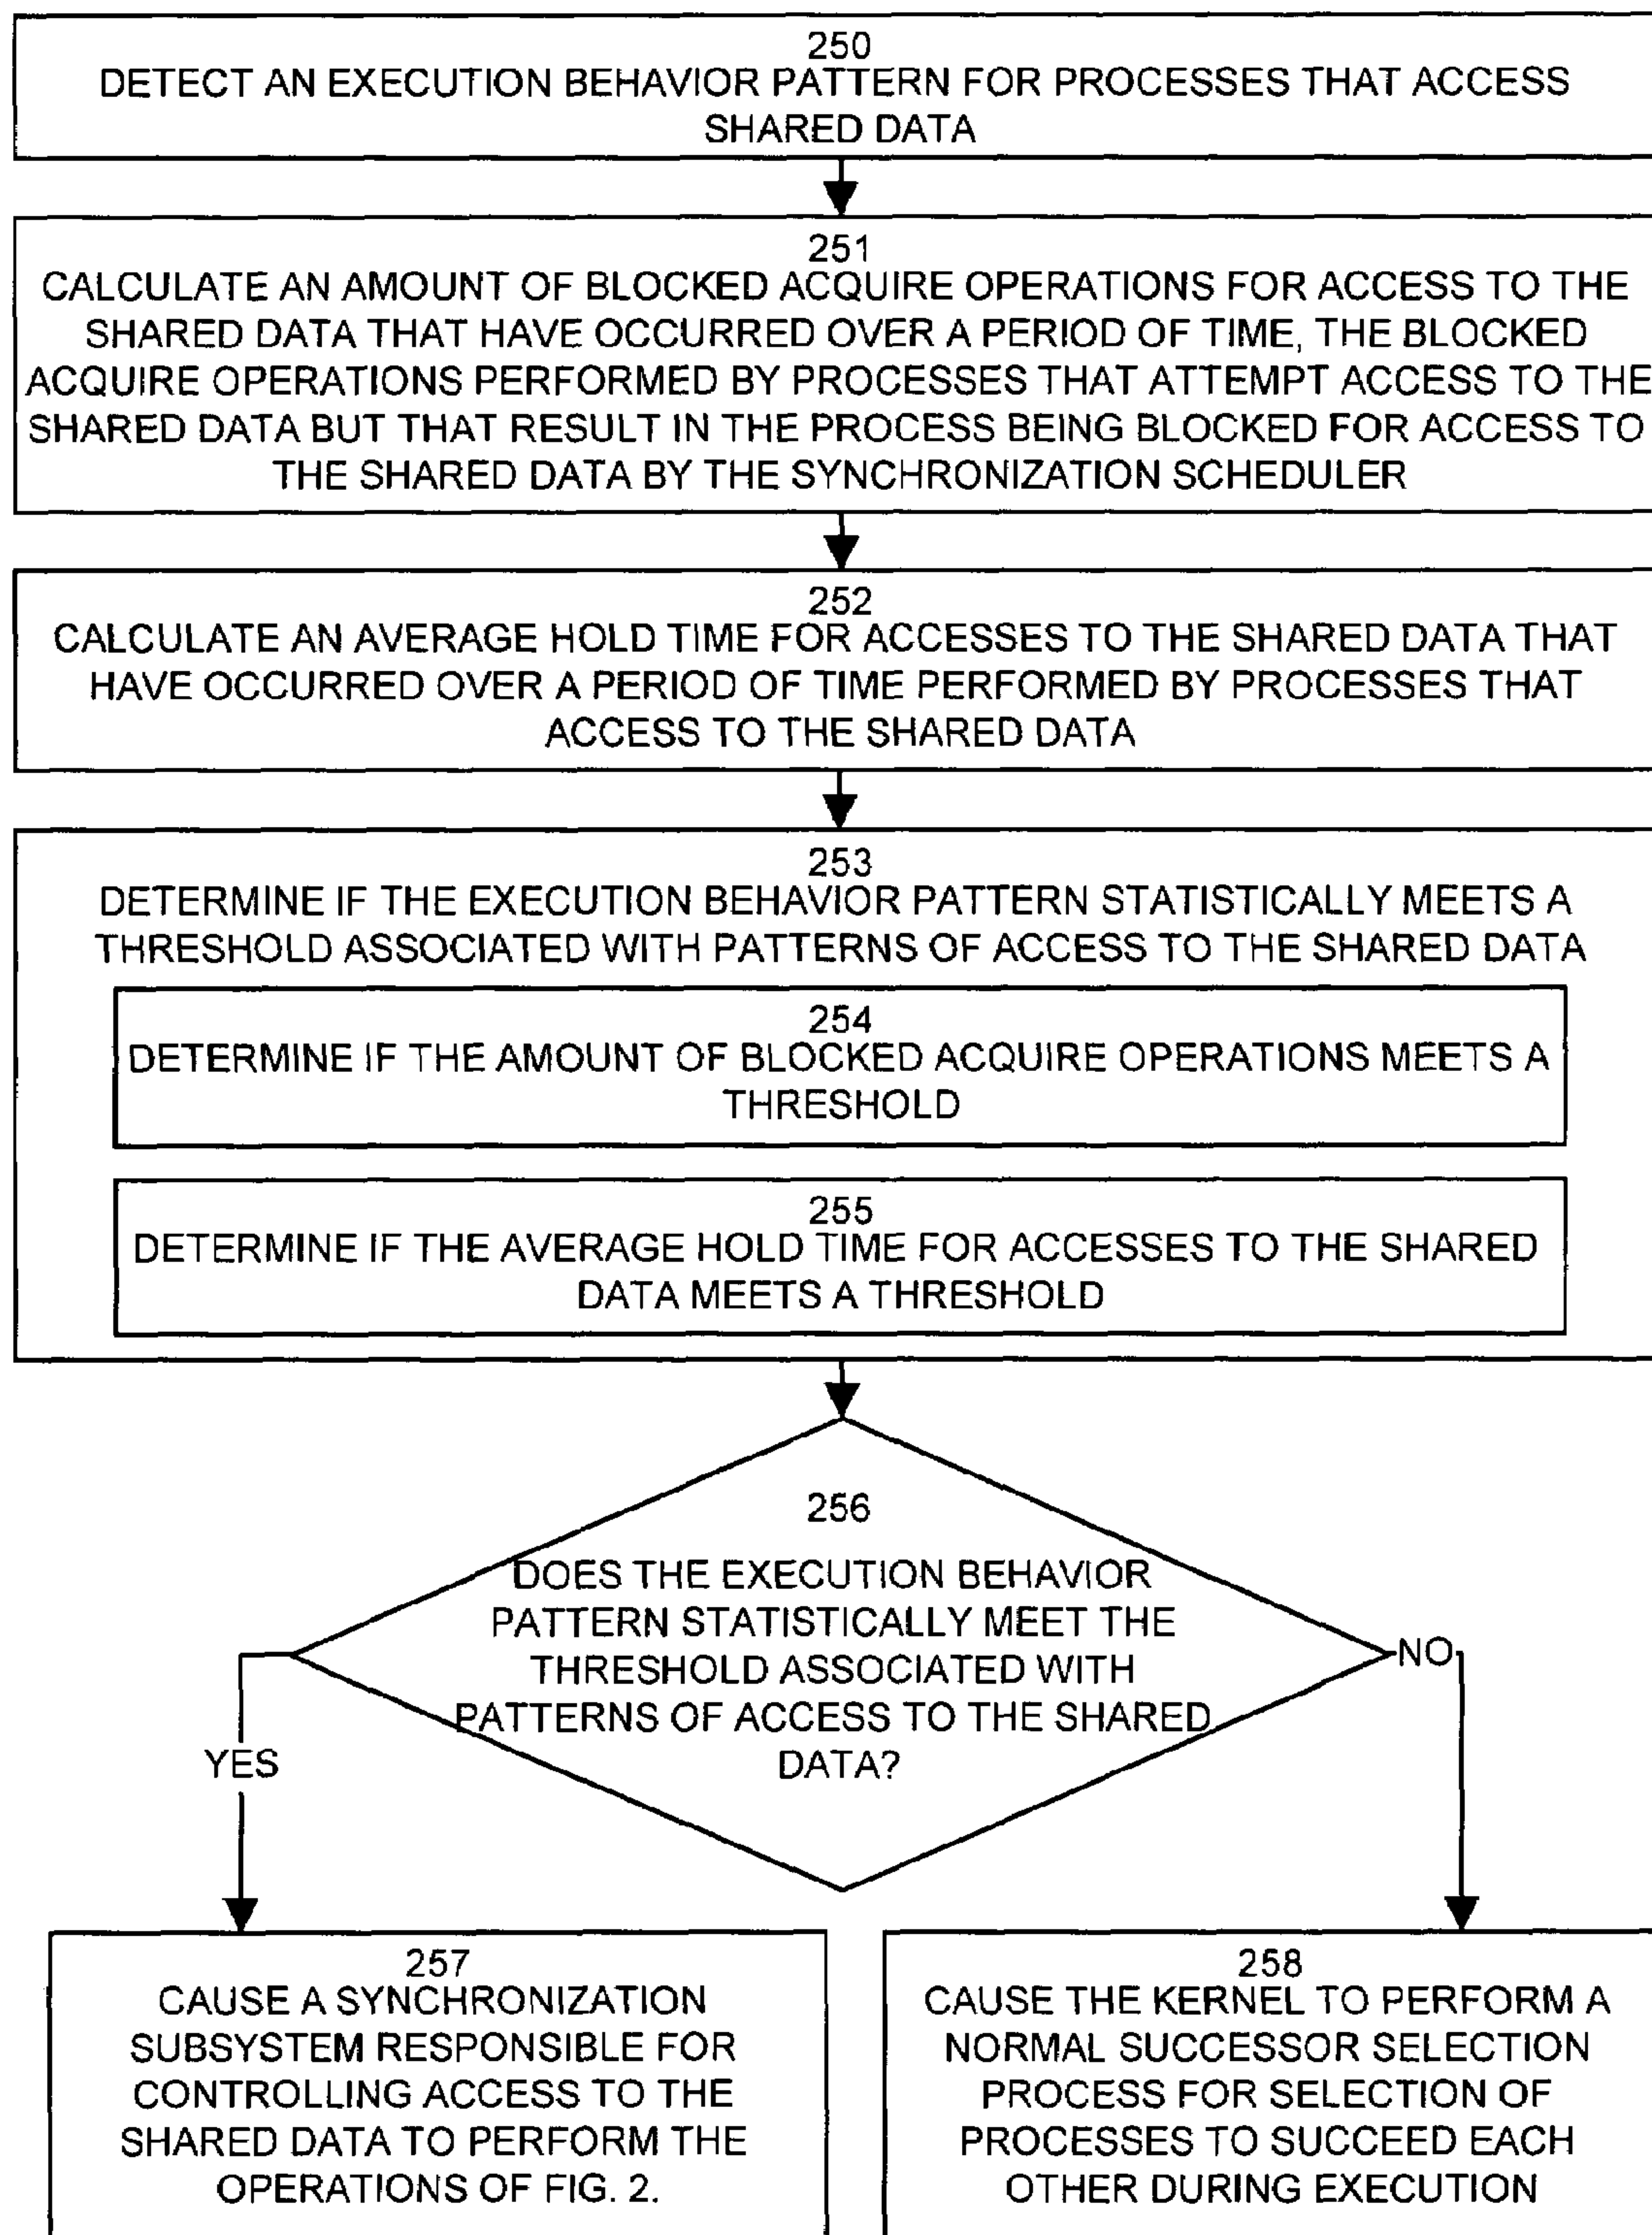 250
DETECT AN EXECUTION BEHAVIOR PATTERN FOR PROCESSES THAT ACCESS
SHARED DATA
251
CALCULATE AN AMOUNT OF BLOCKED ACQUIRE OPERATIONS FOR ACCESS TO THE
SHARED DATA THAT HAVE OCCURRED OVER A PERIOD OF TIME, THE BLOCKED
ACQUIRE OPERATIONS PERFORMED BY PROCESSES THAT ATTEMPT ACCESS TO THE
SHARED DATA BUT THAT RESULT IN THE PROCESS BEING BLOCKED FOR ACCESS TO
THE SHARED DATA BY THE SYNCHRONIZATION SCHEDULER
252
CALCULATE AN AVERAGE HOLD TIME FOR ACCESSES TO THE SHARED DATA THAT
HAVE OCCURRED OVER A PERIOD OF TIME PERFORMED BY PROCESSES THAT
ACCESS TO THE SHARED DATA
253
DETERMINE IF THE EXECUTION BEHAVIOR PATTERN STATISTICALLY MEETS A
THRESHOLD ASSOCIATED WITH PATTERNS OF ACCESS TO THE SHARED DATA
254
DETERMINE IF THE AMOUNT OF BLOCKED ACQUIRE OPERATIONS MEETS A
THRESHOLD
255
DETERMINE IF THE AVERAGE HOLD TIME FOR ACCESSES TO THE SHARED
DATA MEETS A THRESHOLD
256
DOES THE EXECUTION BEHAVIOR
PATTERN STATISTICALLY MEET THE
THRESHOLD ASSOCIATED WITH
PATTERNS OF ACCESS TO THE SHARED
DATA?
NO
YES
257
CAUSE A SYNCHRONIZATION
SUBSYSTEM RESPONSIBLE FOR
CONTROLLING ACCESS TO THE
SHARED DATA TO PERFORM THE
OPERATIONS OF FIG. 2.
258
CAUSE THE KERNEL TO PERFORM A
NORMAL SUCCESSOR SELECTION
PROCESS FOR SELECTION OF
PROCESSES TO SUCCEED EACH
OTHER DURING EXECUTION